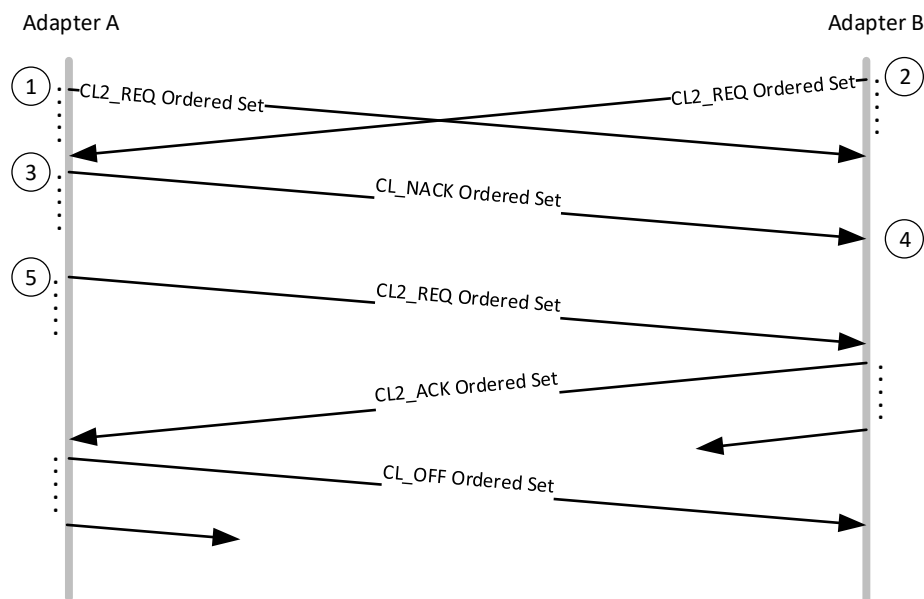 Adapter A
Adapter B
1
2
CL2_REQ Ordered Set
CL2_REQ Ordered Set
3
CL_NACK Ordered Set
4
5
CL2_REQ Ordered Set
CL2_ACK Ordered Set
CL_OFF Ordered Set